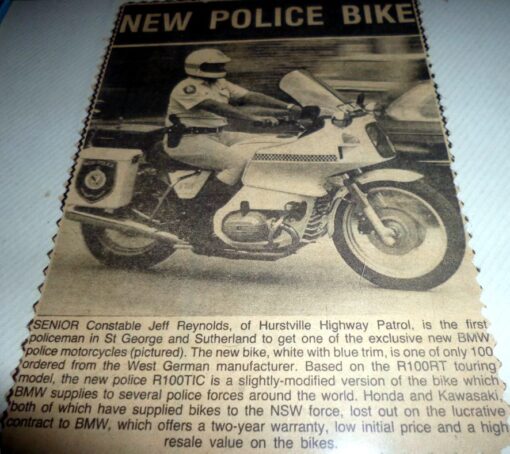 NEW POLICE BIKE
SENIOR Constable Jeff Reynolds, of Hurstville Highway Patrol, is the first
policeman in St George and Sutherland to get one of the exclusive new BMW
police motorcycles (pictured). The new bike, white with blue trim, is one of only 100
ordered from the West German manufacturer. Based on the R100RT touring
model, the new police R100TIC is a slightly-modified version of the bike which
BMW supplies to several police forces around the world. Honda and Kawasaki,
both of which have supplied bikes to the NSW force, lost out on the lucrative
contract to BMW, which offers a two-year warranty, low initial price and a high
resale value on the bikes.